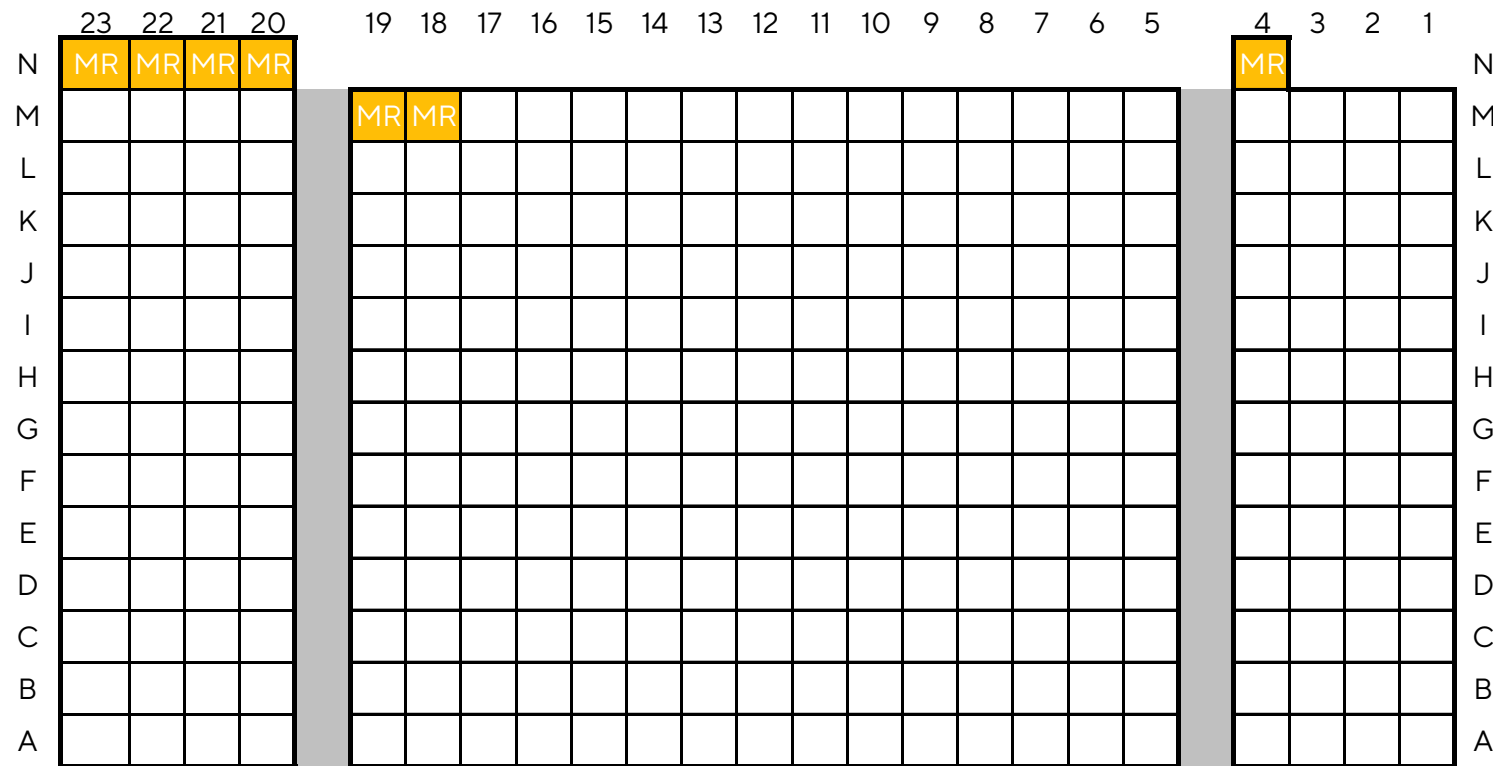 23 22 21 20 19 18 17 16 15 14 13 12 11 10 9 8 7 6 5 4 3 2 1
N MR MR MR MR MR N
M MR MR M
L L
K K
J J
I I
H H
G G
F F
E E
D D
C C
B B
A A